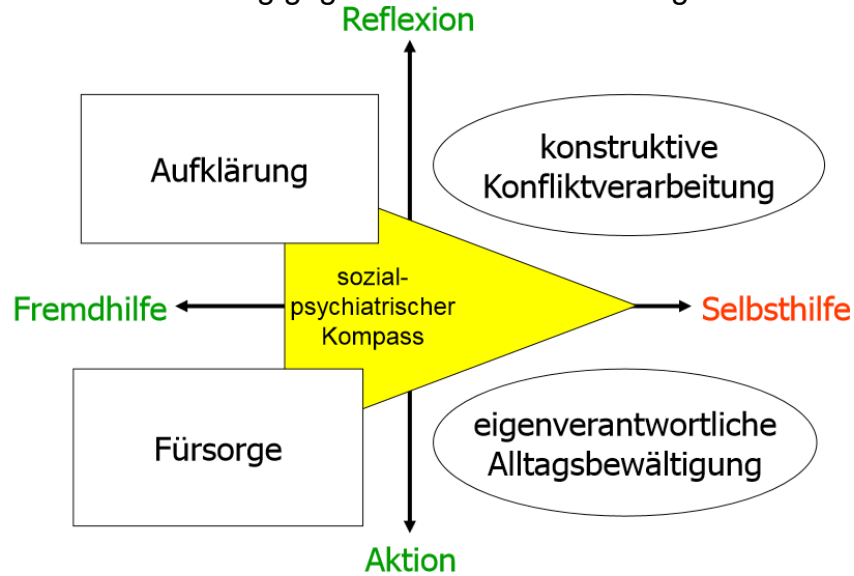 Reflexion
Aufklärung
konstruktive
Konfliktverarbeitung
sozial-
psychiatrischer
Kompass
Fremdhilfe
Selbsthilfe
Fürsorge
eigenverantwortliche
Alltagsbewältigung
Aktion